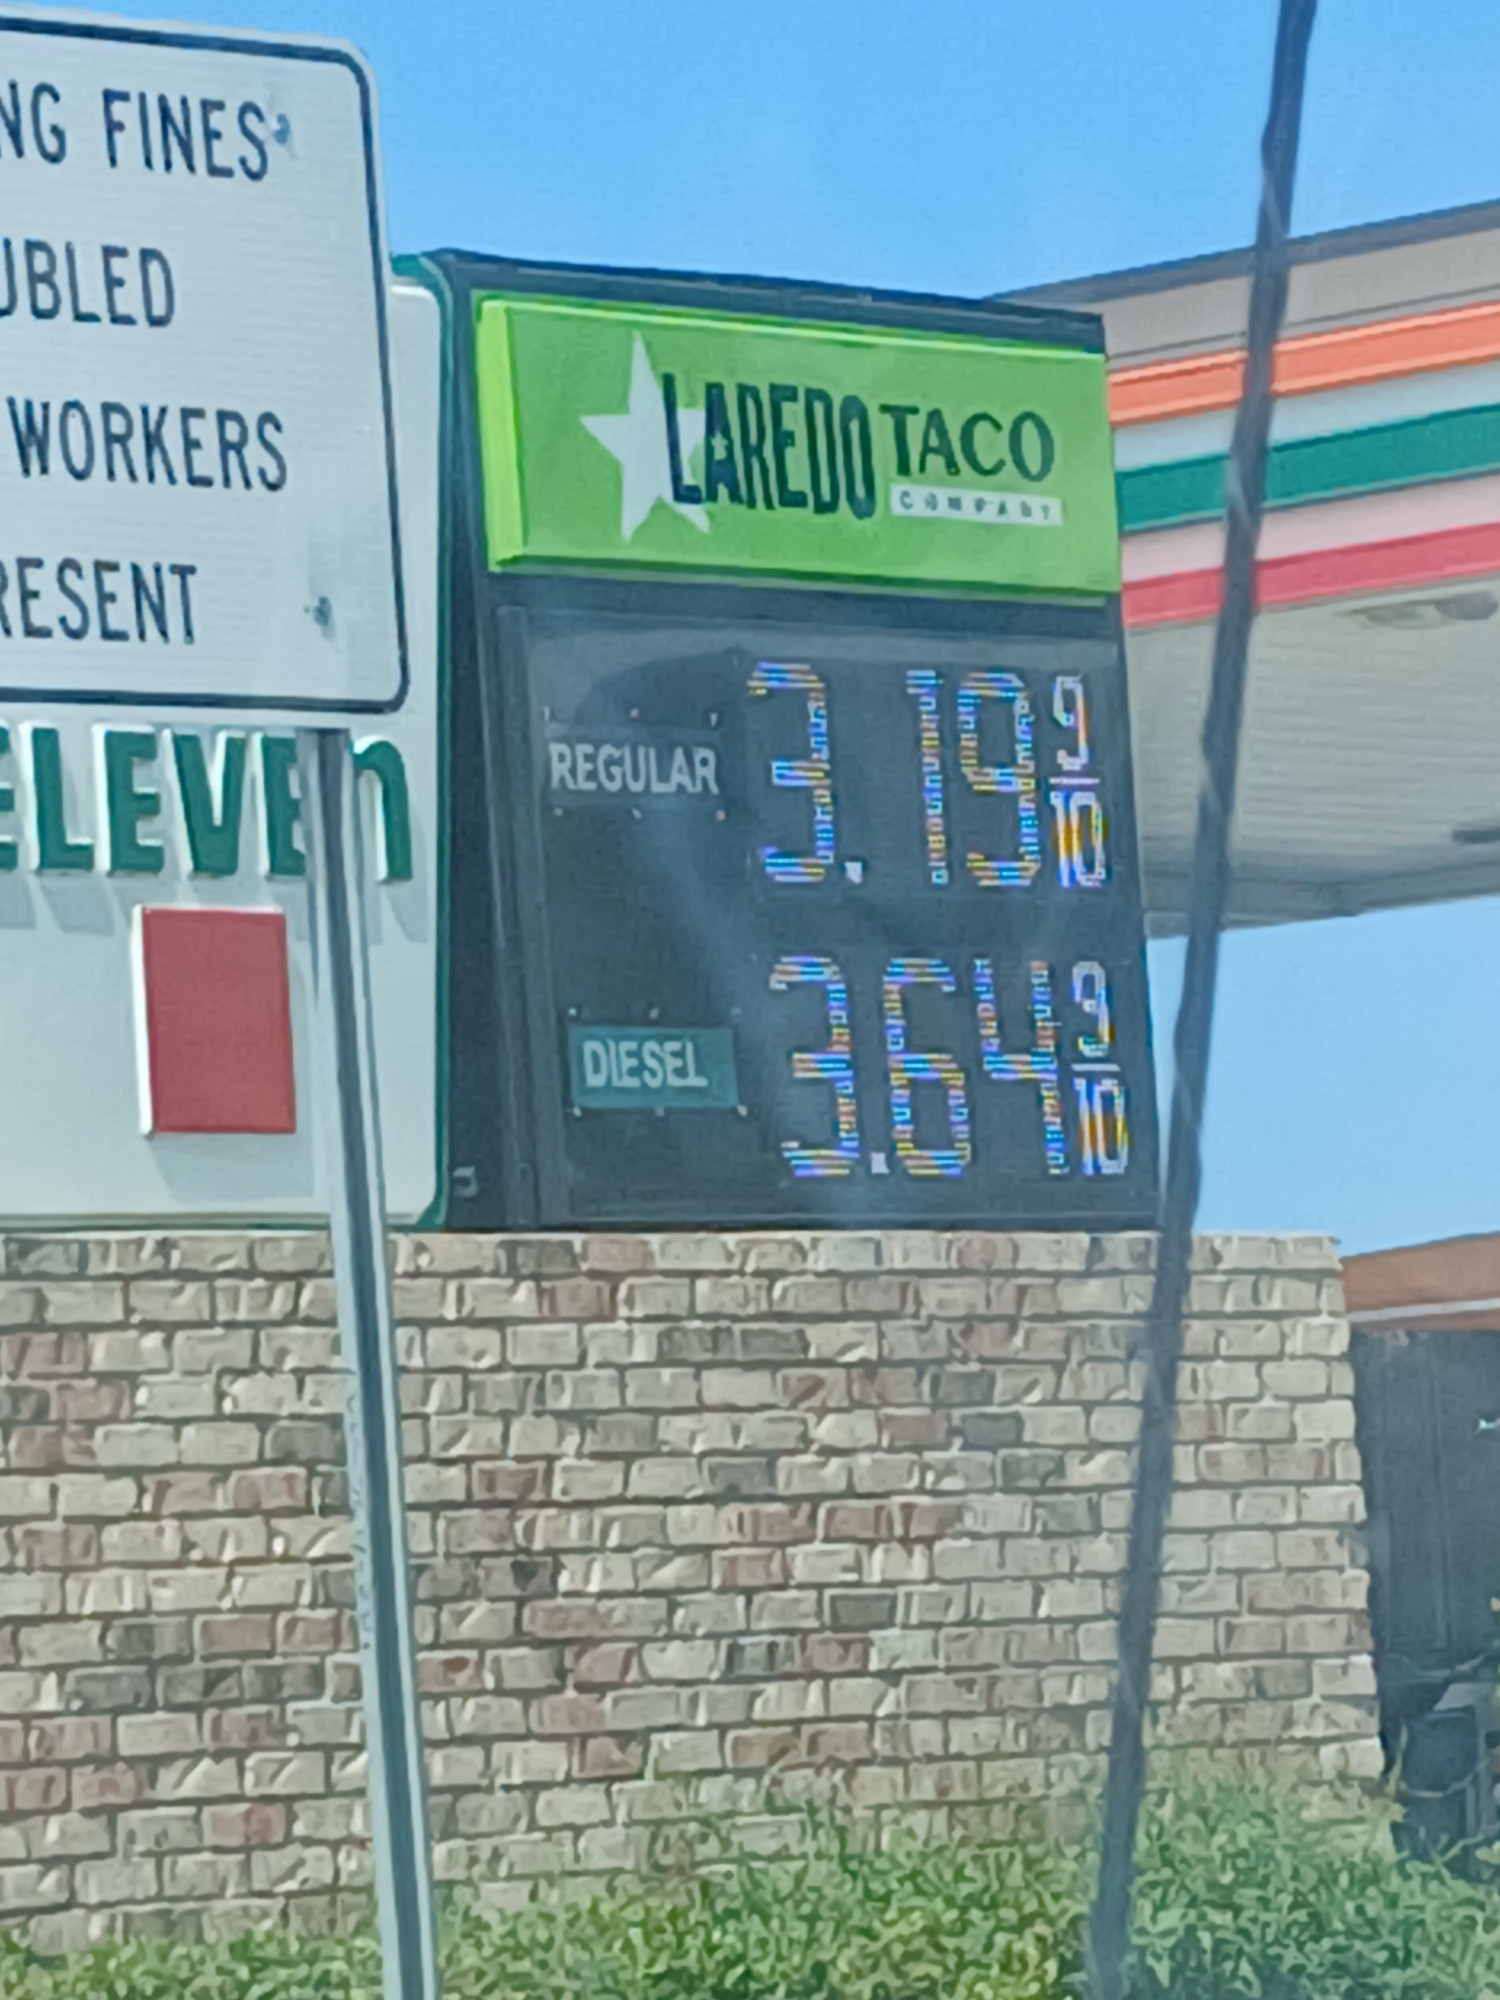 NG FINES
UBLED
WORKERS
RESENT
ELEVEn
LAREDO TACO
COMPANY
REGULAR 3.19 9/10
DIESEL 3.64 9/10